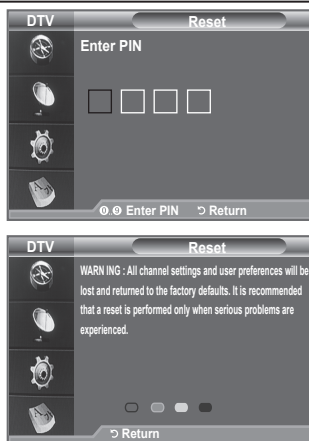 DTV
Reset
Enter PIN
0..9 Enter PIN
Return
DTV
Reset
WARN ING : All channel settings and user preferences will be
lost and returned to the factory defaults. It is recommended
that a reset is performed only when serious problems are
experienced.
Return